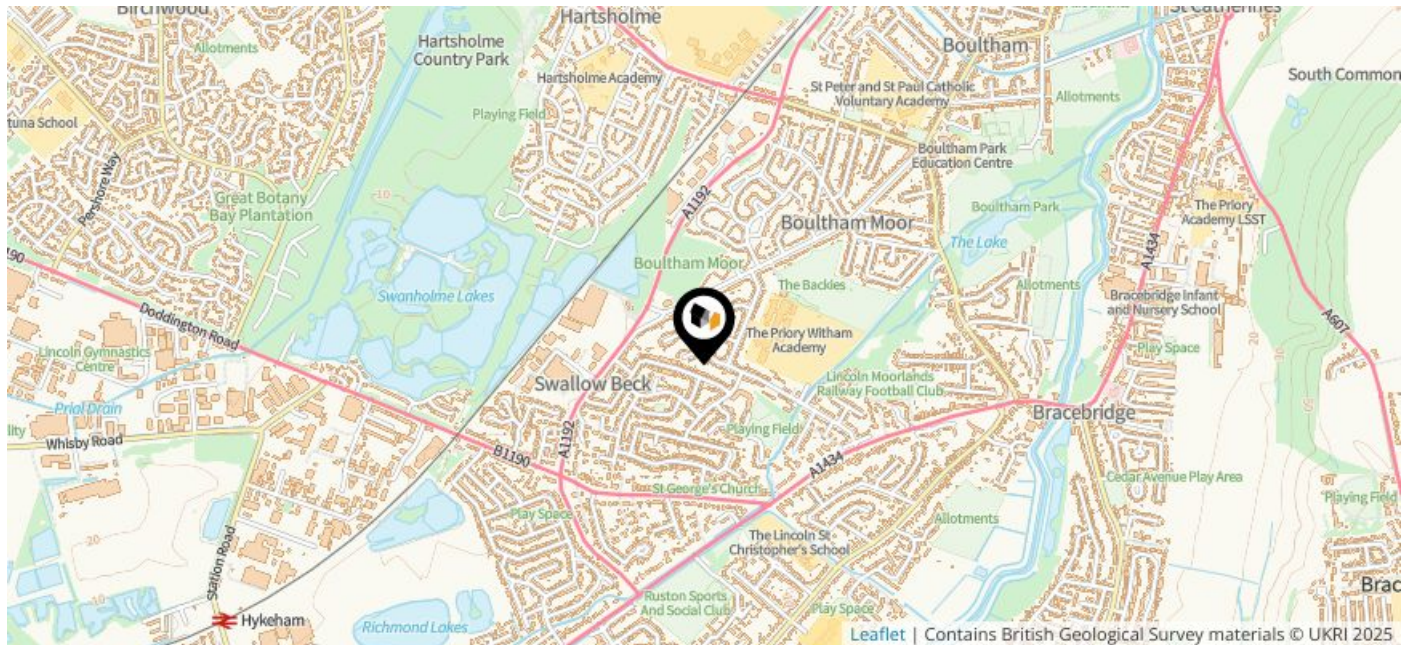 Birchwood
Hartsholme
St Catherines
Allotments
Hartsholme
Country Park
Boultham
Hartsholme Academy
South Common
St Peter and St Paul Catholic
Voluntary Academy
Allotments
Playing Field
tuna School
Pershore Way
Boultham Park
Education Centre
Great Botany
Bay Plantation
A1192
The Priory
Academy LSST
Boultham Park
Boultham Moor
The Lake
A1434
190
Boultham Moor
The Backies
Allotments
Swanholme Lakes
Bracebridge Infant
and Nursery School
Doddington Road
A607
The Priory Witham
Academy
Play Space
Lincoln Gymnastics
Centre
Swallow Beck
Lincoln Moorlands
Railway Football Club
Prial Drain
Bracebridge
ility
Whisby Road
A1192
Playing Field
B1190
A1434
Cedar Avenue Play Area
St George's Church
Playing Field
Play Space
Allotments
The Lincoln St
Christopher's School
Station Road
Brac
Ruston Sports
And Social Club
Play Space
Hykeham
Richmond Lakes
Leaflet | Contains British Geological Survey materials © UKRI 2025